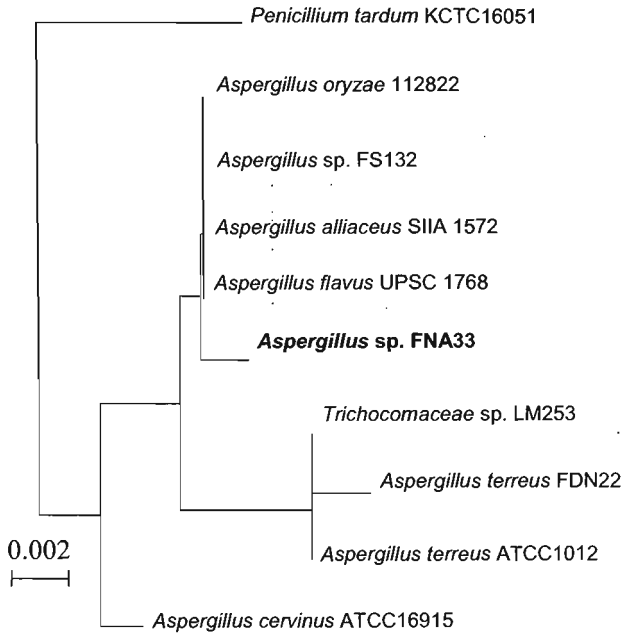 Penicillium tardum KCTC16051
Aspergillus oryzae 112822
Aspergillus sp. FS132
Aspergillus alliaceus SIIA 1572
Aspergillus flavus UPSC 1768
Aspergillus sp. FNA33
Trichocomaceae sp. LM253
Aspergillus terreus FDN22
0.002
Aspergillus terreus ATCC1012
Aspergillus cervinus ATCC16915